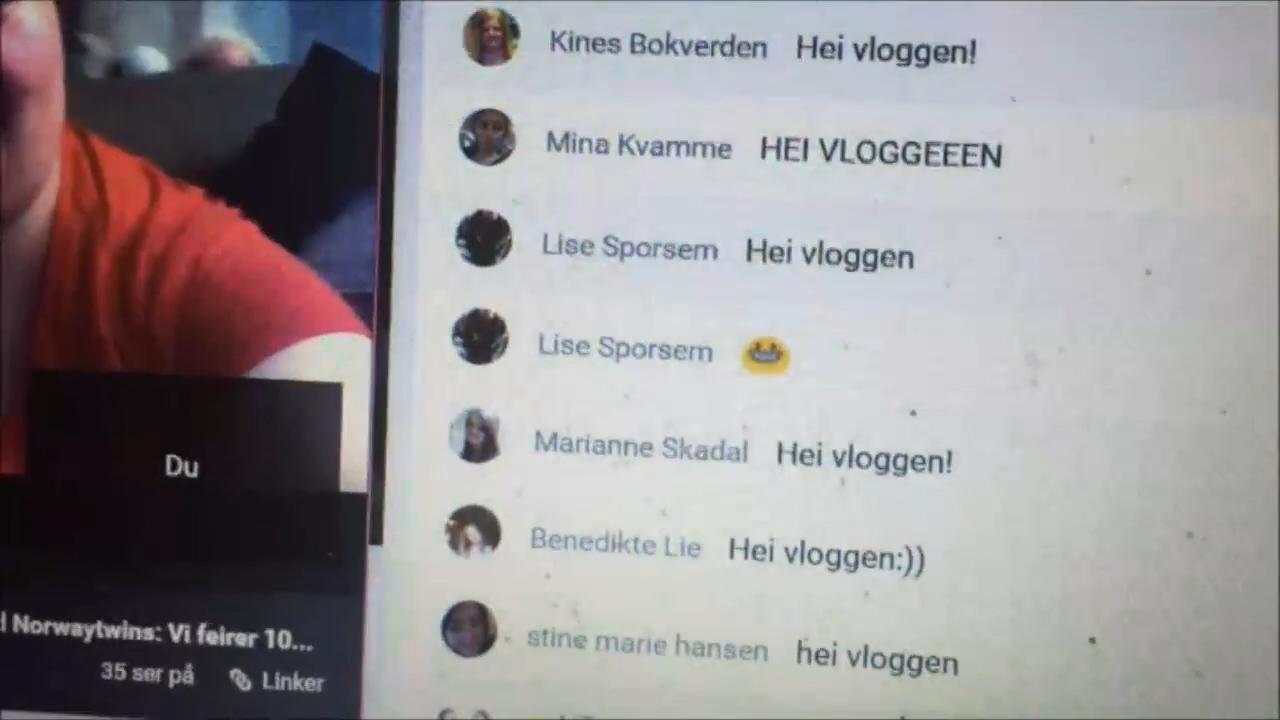 Kines Bokverden Hei vloggen!
Mina Kvamme HEI VLOGGEEEN
Lise Sporsem Hei vloggen
Lise Sporsem
Marianne Skadal Hei vloggen!
Benedikte Lie Hei vloggen:))
stine marie hansen hei vloggen
Du
Norwaytwins: Vi feirer 10...
35 ser på
Linker